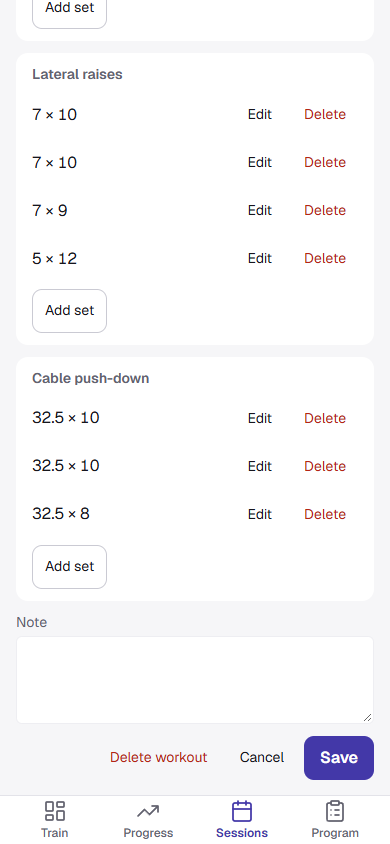 Add set
Lateral raises
7 × 10 Edit Delete
7 × 10 Edit Delete
7 × 9 Edit Delete
5 × 12 Edit Delete
Add set
Cable push-down
32.5 × 10 Edit Delete
32.5 × 10 Edit Delete
32.5 × 8 Edit Delete
Add set
Note
Delete workout Cancel Save
Train Progress Sessions Program